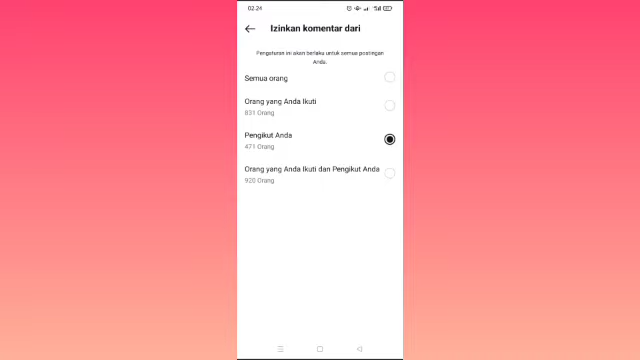 02.24
Izinkan komentar dari
Pengaturan ini akan berlaku untuk semua postingan
Anda.
Semua orang
Orang yang Anda Ikuti
831 Orang
Pengikut Anda
471 Orang
Orang yang Anda Ikuti dan Pengikut Anda
920 Orang